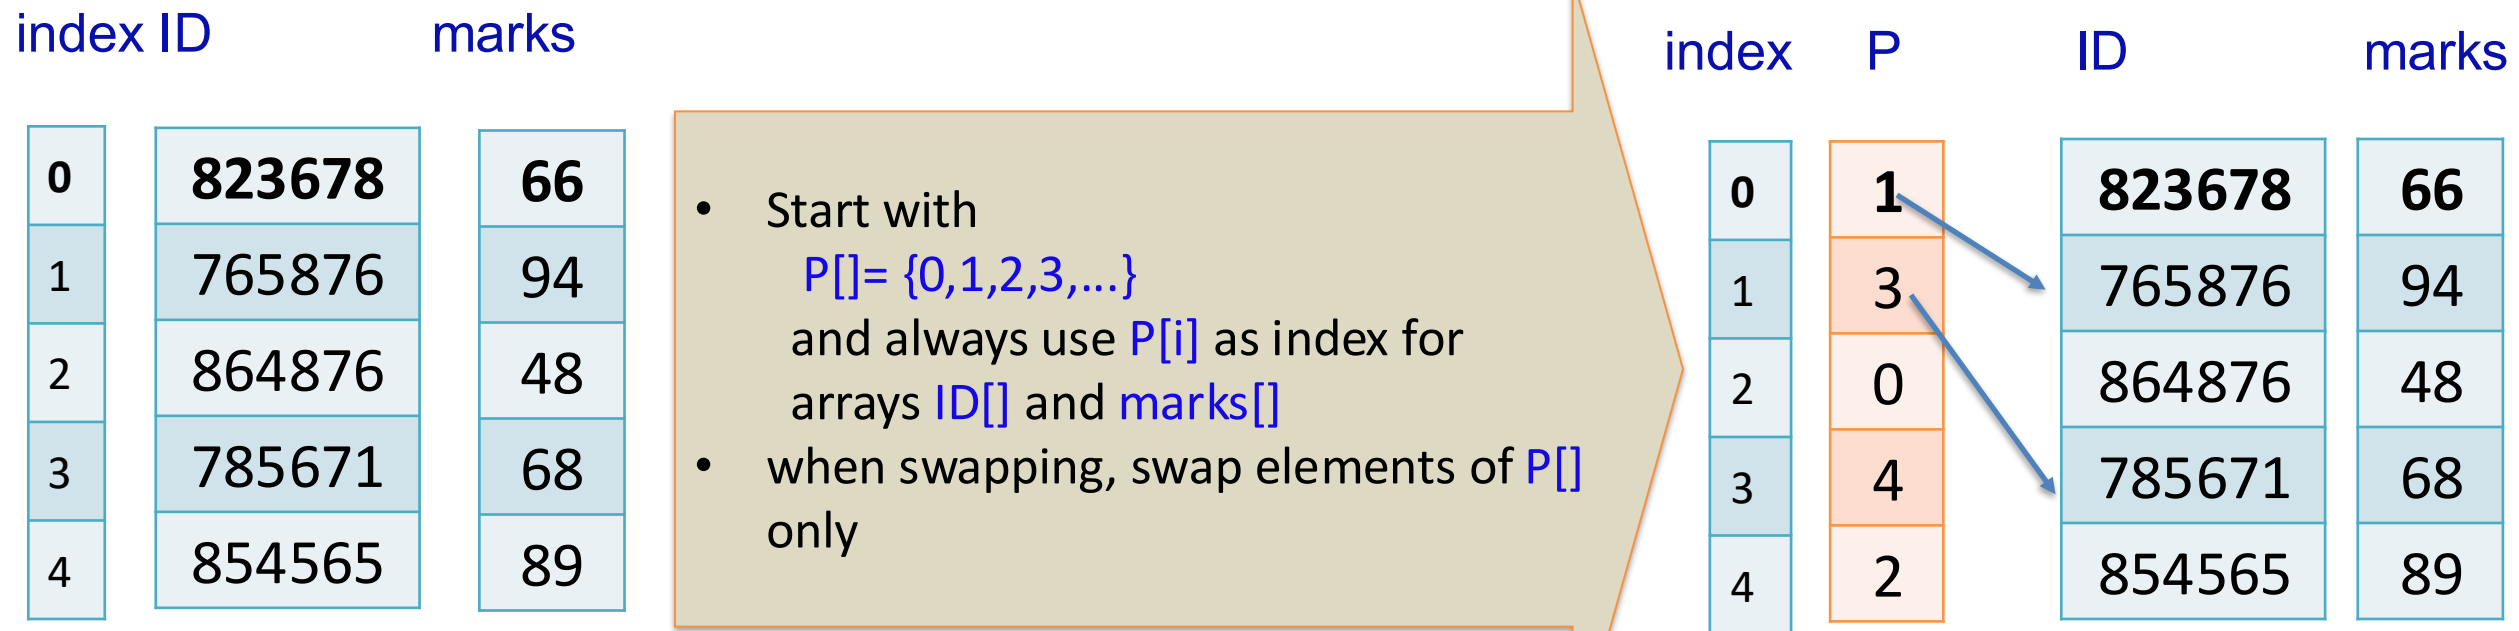 index ID marks
0 823678 66
1 765876 94
2 864876 48
3 785671 68
4 854565 89
• Start with
P[]= {0,1,2,3,...}
and always use P[i] as index for
arrays ID[] and marks[]
• when swapping, swap elements of P[]
only
index P ID marks
0 1 823678 66
1 3 765876 94
2 0 864876 48
3 4 785671 68
4 2 854565 89